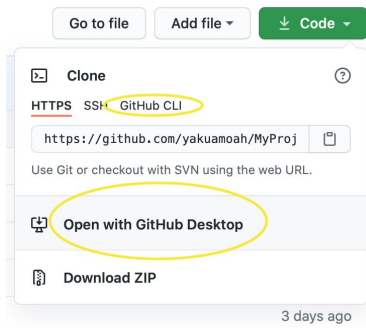 Go to file Add file Code
Clone
HTTPS SSH GitHub CLI
https://github.com/yakuamoah/MyProj
Use Git or checkout with SVN using the web URL.
Open with GitHub Desktop
Download ZIP
3 days ago